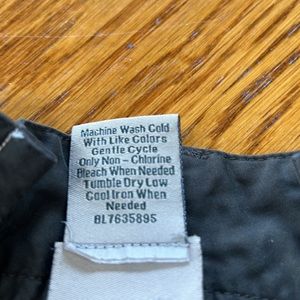 Machine Wash Cold
With Like Colors
Gentle Cycle
Only Non - Chlorine
Bleach When Needed
Tumble Dry Low
Cool Iron When
Needed
BL7635895